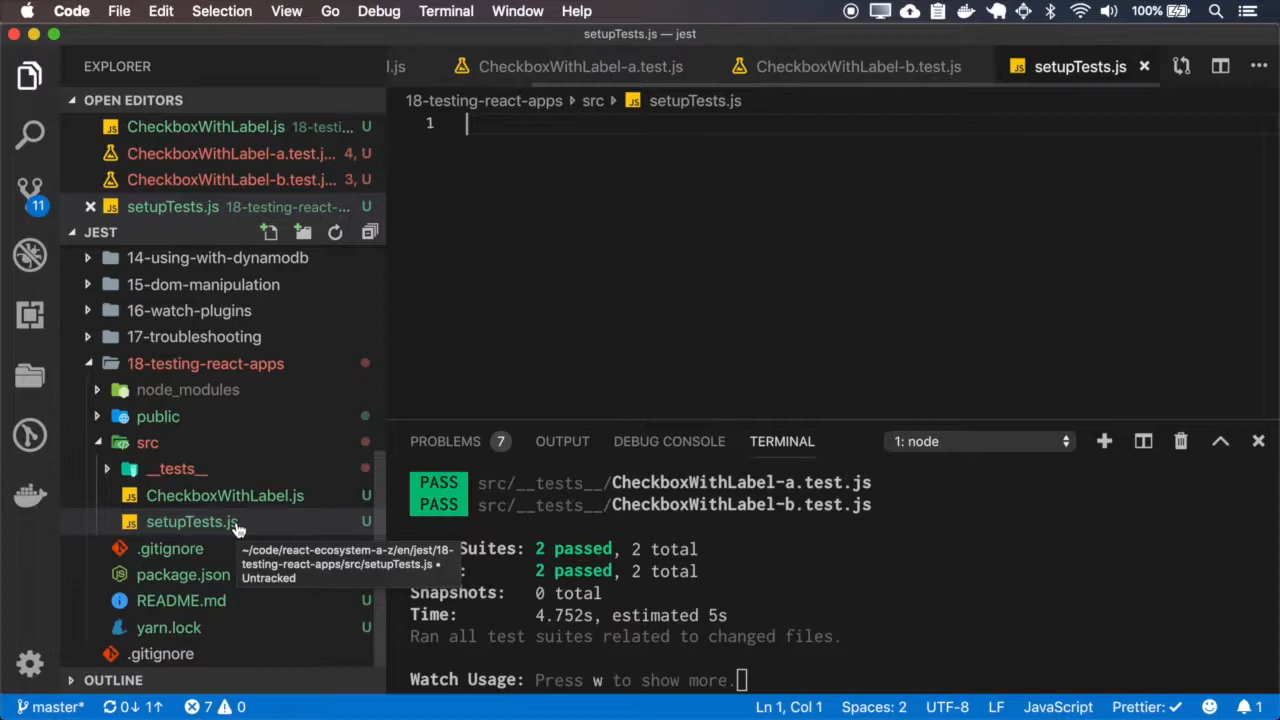 Code File Edit Selection View Go Debug Terminal Window Help 100%
setupTests.js — jest
EXPLORER
l.js CheckboxWithLabel-a.test.js CheckboxWithLabel-b.test.js setupTests.js
OPEN EDITORS
18-testing-react-apps src setupTests.js
JS CheckboxWithLabel.js 18-testi... U
1
CheckboxWithLabel-a.test.j... 4, U
CheckboxWithLabel-b.test.j... 3, U
JS setupTests.js 18-testing-react-... U
11
JEST
14-using-with-dynamodb
15-dom-manipulation
16-watch-plugins
17-troubleshooting
18-testing-react-apps
node_modules
public
src
__tests__
JS CheckboxWithLabel.js U
JS setupTests.js U
~/code/react-ecosystem-a-z/en/jest/18-
testing-react-apps/src/setupTests.js •
Untracked
.gitignore
package.json
README.md U
yarn.lock U
.gitignore
OUTLINE
PROBLEMS 7 OUTPUT DEBUG CONSOLE TERMINAL 1: node
PASS src/__tests__/CheckboxWithLabel-a.test.js
PASS src/__tests__/CheckboxWithLabel-b.test.js
Suites: 2 passed, 2 total
: 2 passed, 2 total
Snapshots: 0 total
Time: 4.752s, estimated 5s
Ran all test suites related to changed files.
Watch Usage: Press w to show more.
master* 0↓ 1↑ 7 0 Ln 1, Col 1 Spaces: 2 UTF-8 LF JavaScript Prettier: ✓ 1